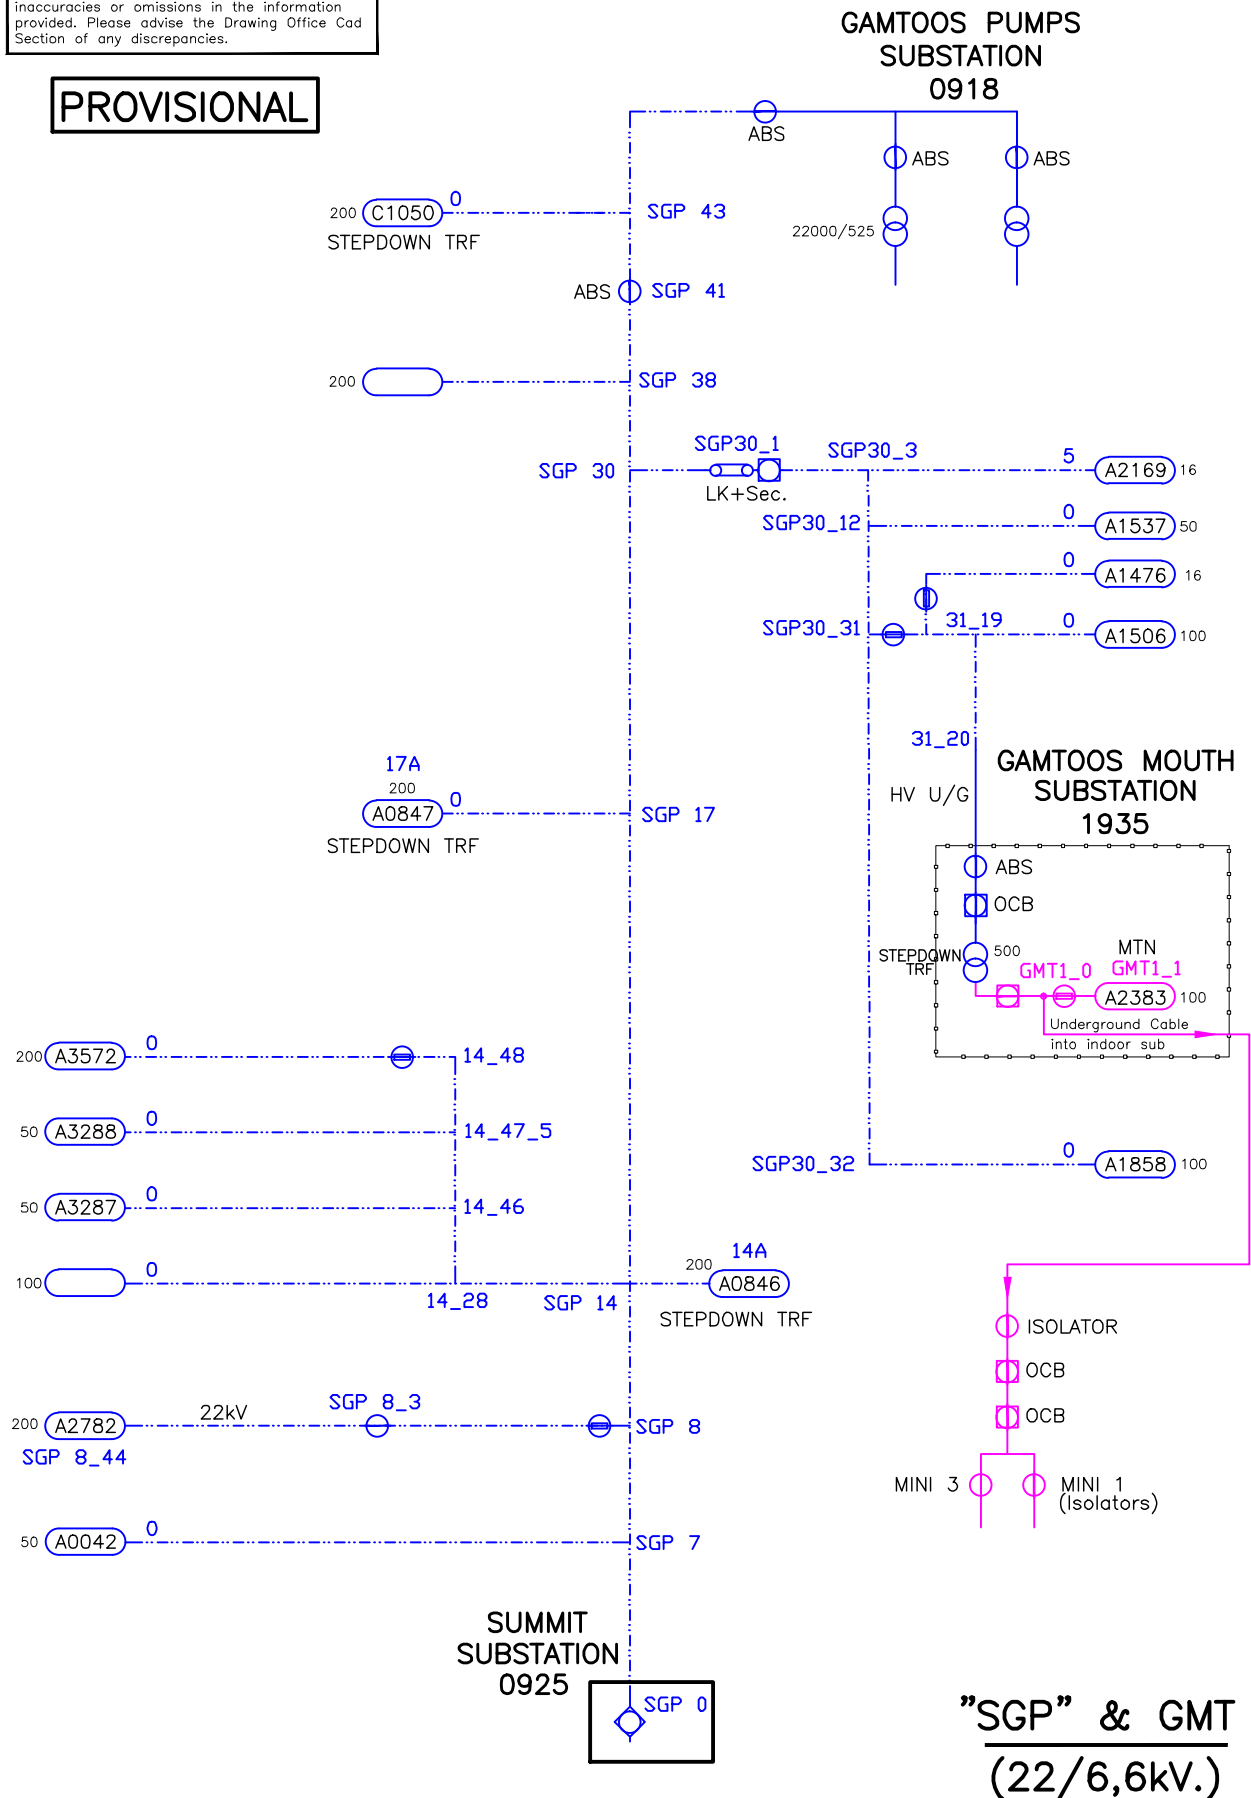 inaccuracies or omissions in the information
provided. Please advise the Drawing Office Cad
Section of any discrepancies.
PROVISIONAL
GAMTOOS PUMPS
SUBSTATION
0918
ABS
ABS
ABS
22000/525
200 C1050 0
STEPDOWN TRF
SGP 43
ABS SGP 41
200
SGP 38
SGP 30
SGP30_1
LK+Sec.
SGP30_3
5 A2169 16
SGP30_12
0 A1537 50
0 A1476 16
SGP30_31
31_19
0 A1506 100
31_20
HV U/G
GAMTOOS MOUTH
SUBSTATION
1935
ABS
OCB
STEPDOWN
TRF
500
MTN
GMT1_0
GMT1_1
A2383 100
Underground Cable
into indoor sub
17A
200
A0847 0
STEPDOWN TRF
SGP 17
200 A3572 0
14_48
50 A3288 0
14_47_5
50 A3287 0
14_46
100 0
14_28
SGP 14
14A
200
A0846
STEPDOWN TRF
SGP30_32
0 A1858 100
ISOLATOR
OCB
OCB
MINI 3
MINI 1
(Isolators)
200 A2782
22kV
SGP 8_3
SGP 8
SGP 8_44
50 A0042 0
SGP 7
SUMMIT
SUBSTATION
0925
SGP 0
"SGP" & GMT
(22/6,6kV.)